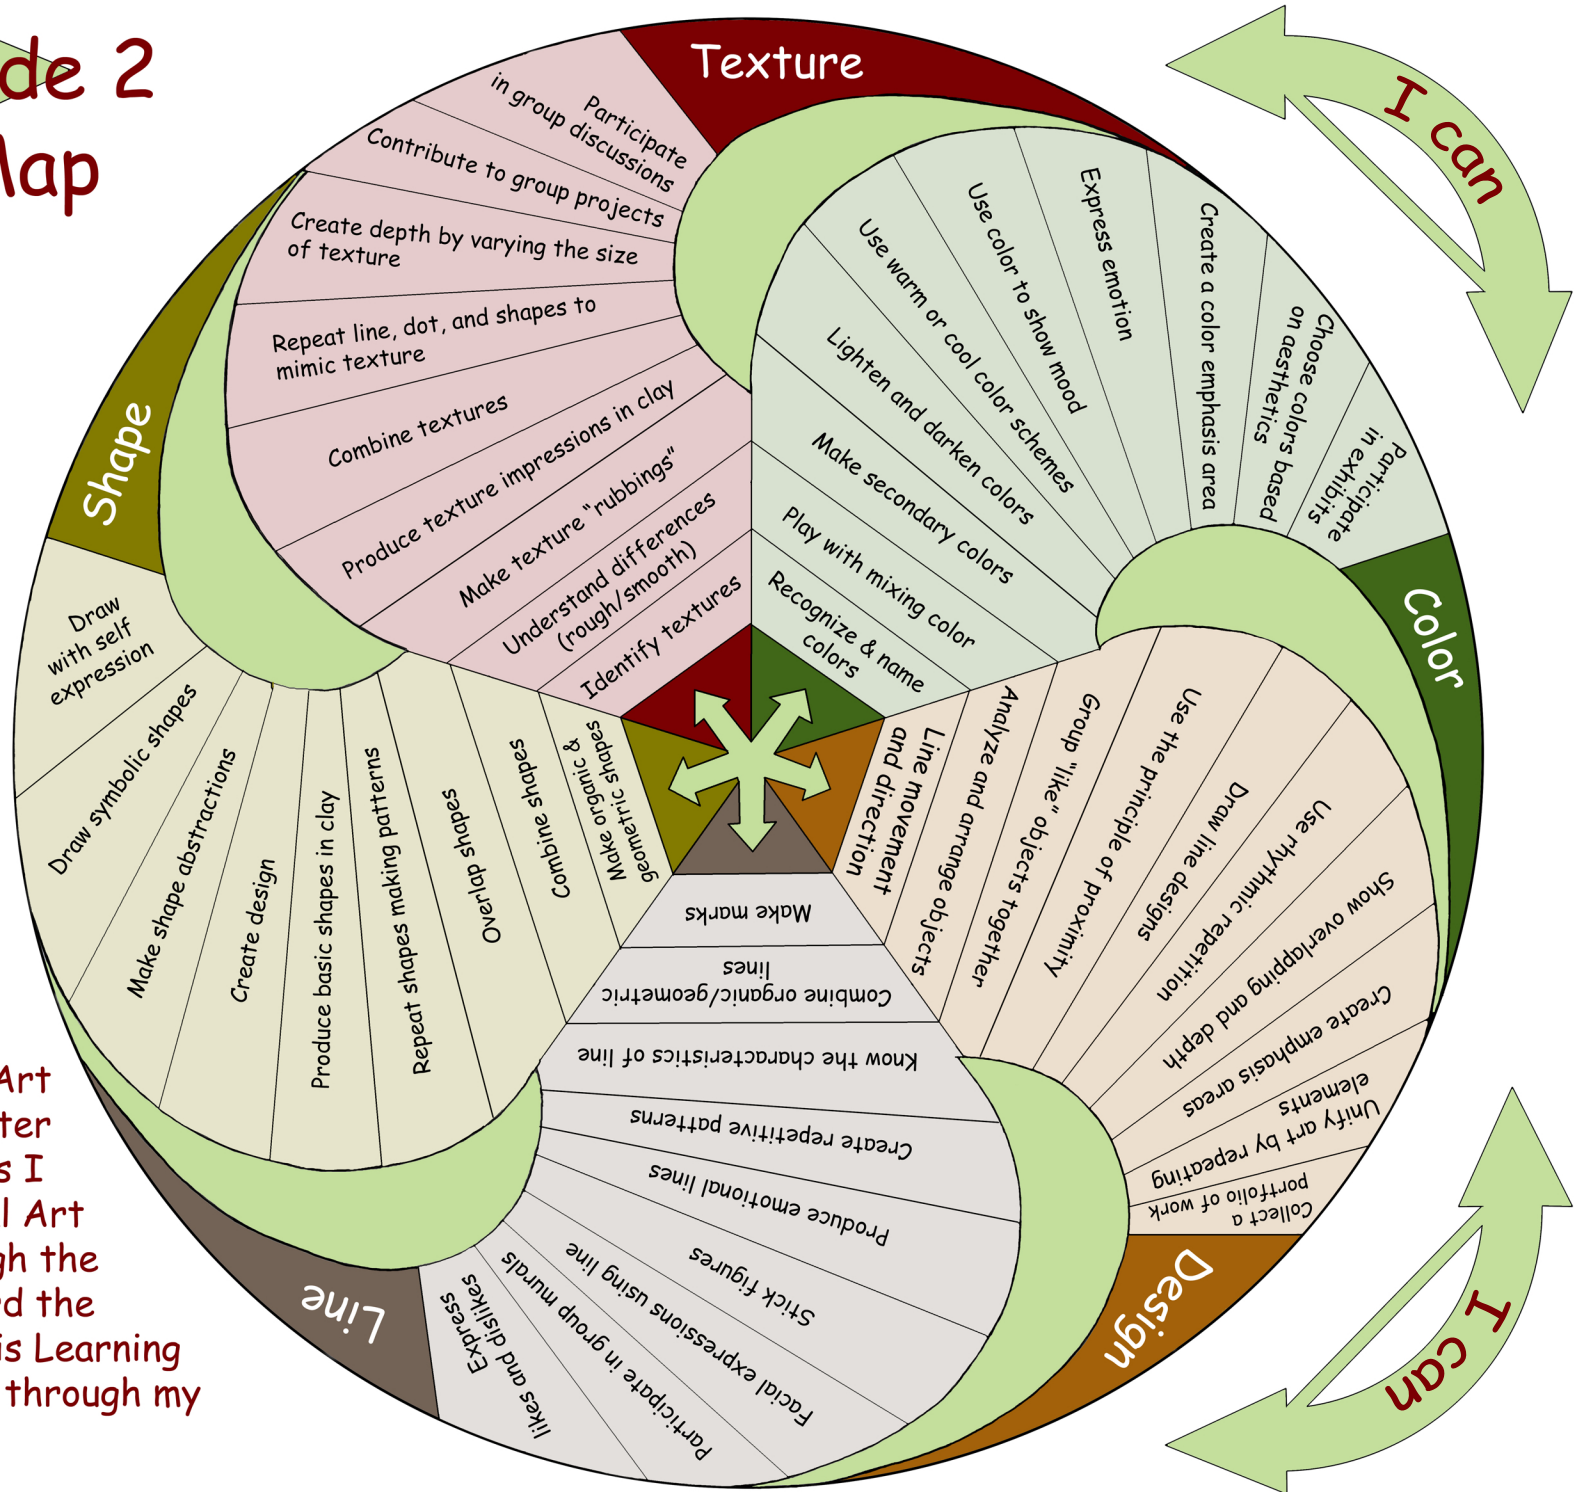 de 2
Map
Texture
Participate
in group discussions
Contribute to group projects
Create depth by varying the size
of texture
Repeat line, dot, and shapes to
mimic texture
Combine textures
Produce texture impressions in clay
Make texture "rubbings"
Understand differences
(rough/smooth)
Identify textures
Color
Recognize & name
colors
Play with mixing color
Make secondary colors
Lighten and darken colors
Use warm or cool color schemes
Use color to show mood
Express emotion
Create a color emphasis area
Choose colors based
on aesthetics
Participate
in exhibits
Design
Line movement
and direction
Analyze and arrange objects
Group "like" objects together
Use the principle of proximity
Draw line designs
Use rhythmic repetition
Show overlapping and depth
Create emphasis areas
Unify art by repeating
elements
Collect a
portfolio of work
Line
Make marks
Combine organic/geometric
lines
Know the characteristics of line
Create repetitive patterns
Produce emotional lines
Stick figures
Facial expressions using line
Participate in group murals
Express
likes and dislikes
Shape
Make organic &
geometric shapes
Combine shapes
Overlap shapes
Repeat shapes making patterns
Produce basic shapes in clay
Create design
Make shape abstractions
Draw symbolic shapes
Draw
with self
expression
I can
I can
Art
ter
s I
l Art
gh the
rd the
is Learning
through my